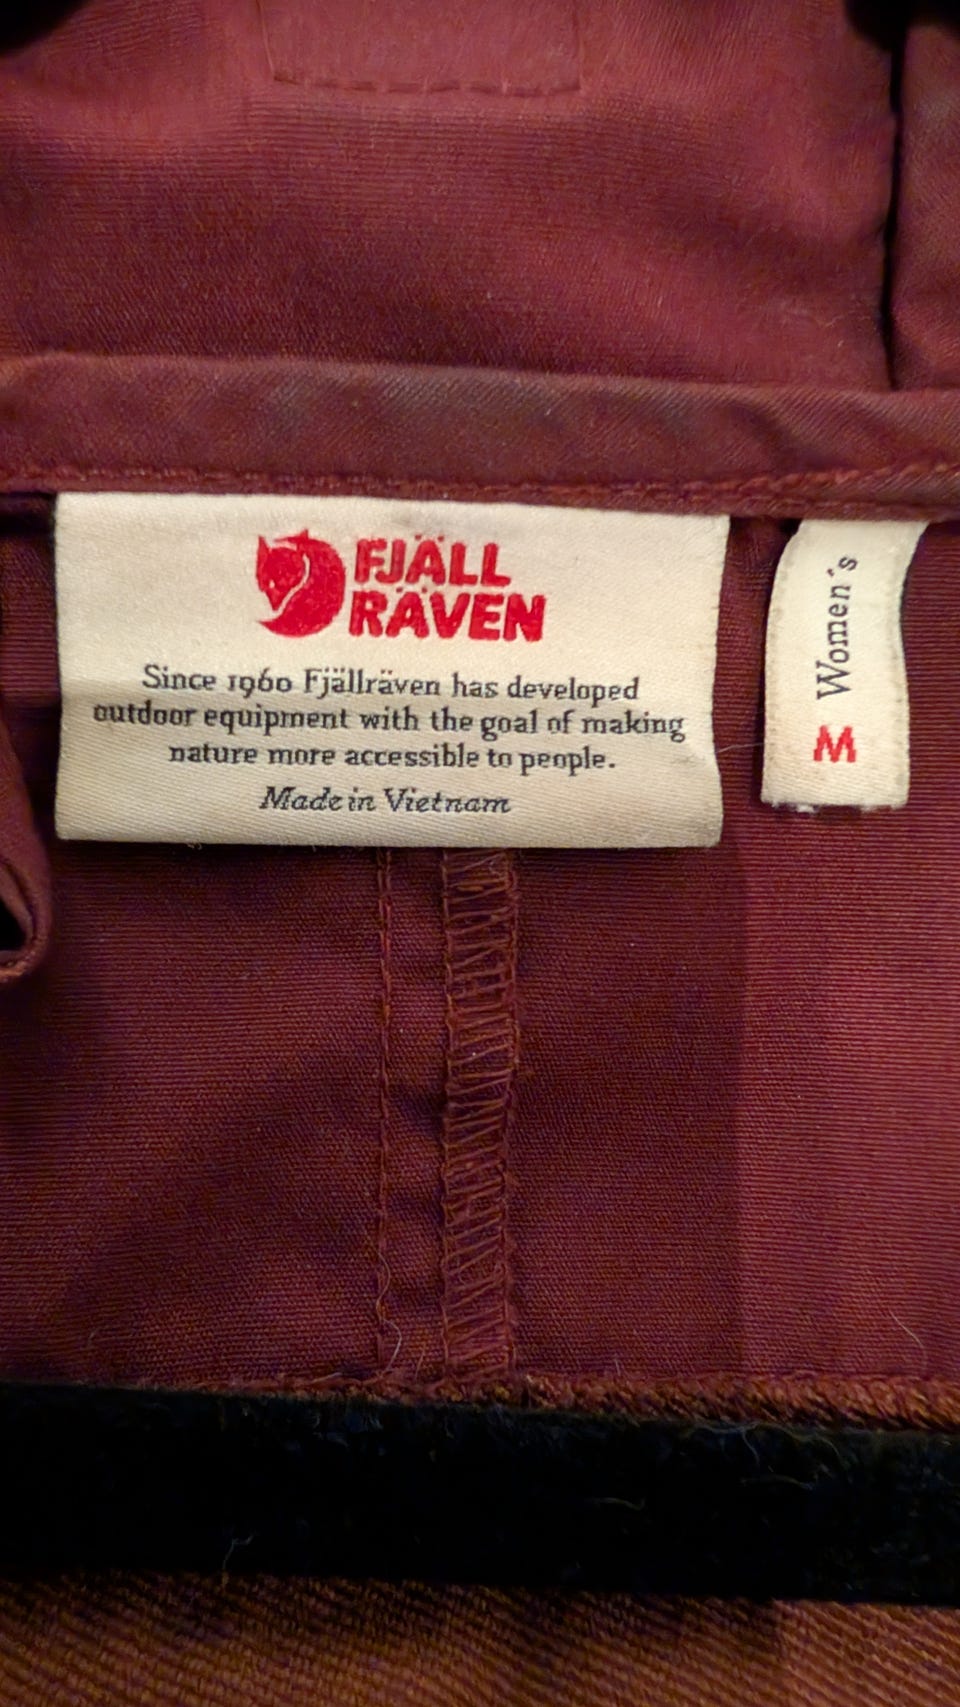 FJÄLL
RÄVEN
Since 1960 Fjällräven has developed
outdoor equipment with the goal of making
nature more accessible to people.
Made in Vietnam
M Women´s